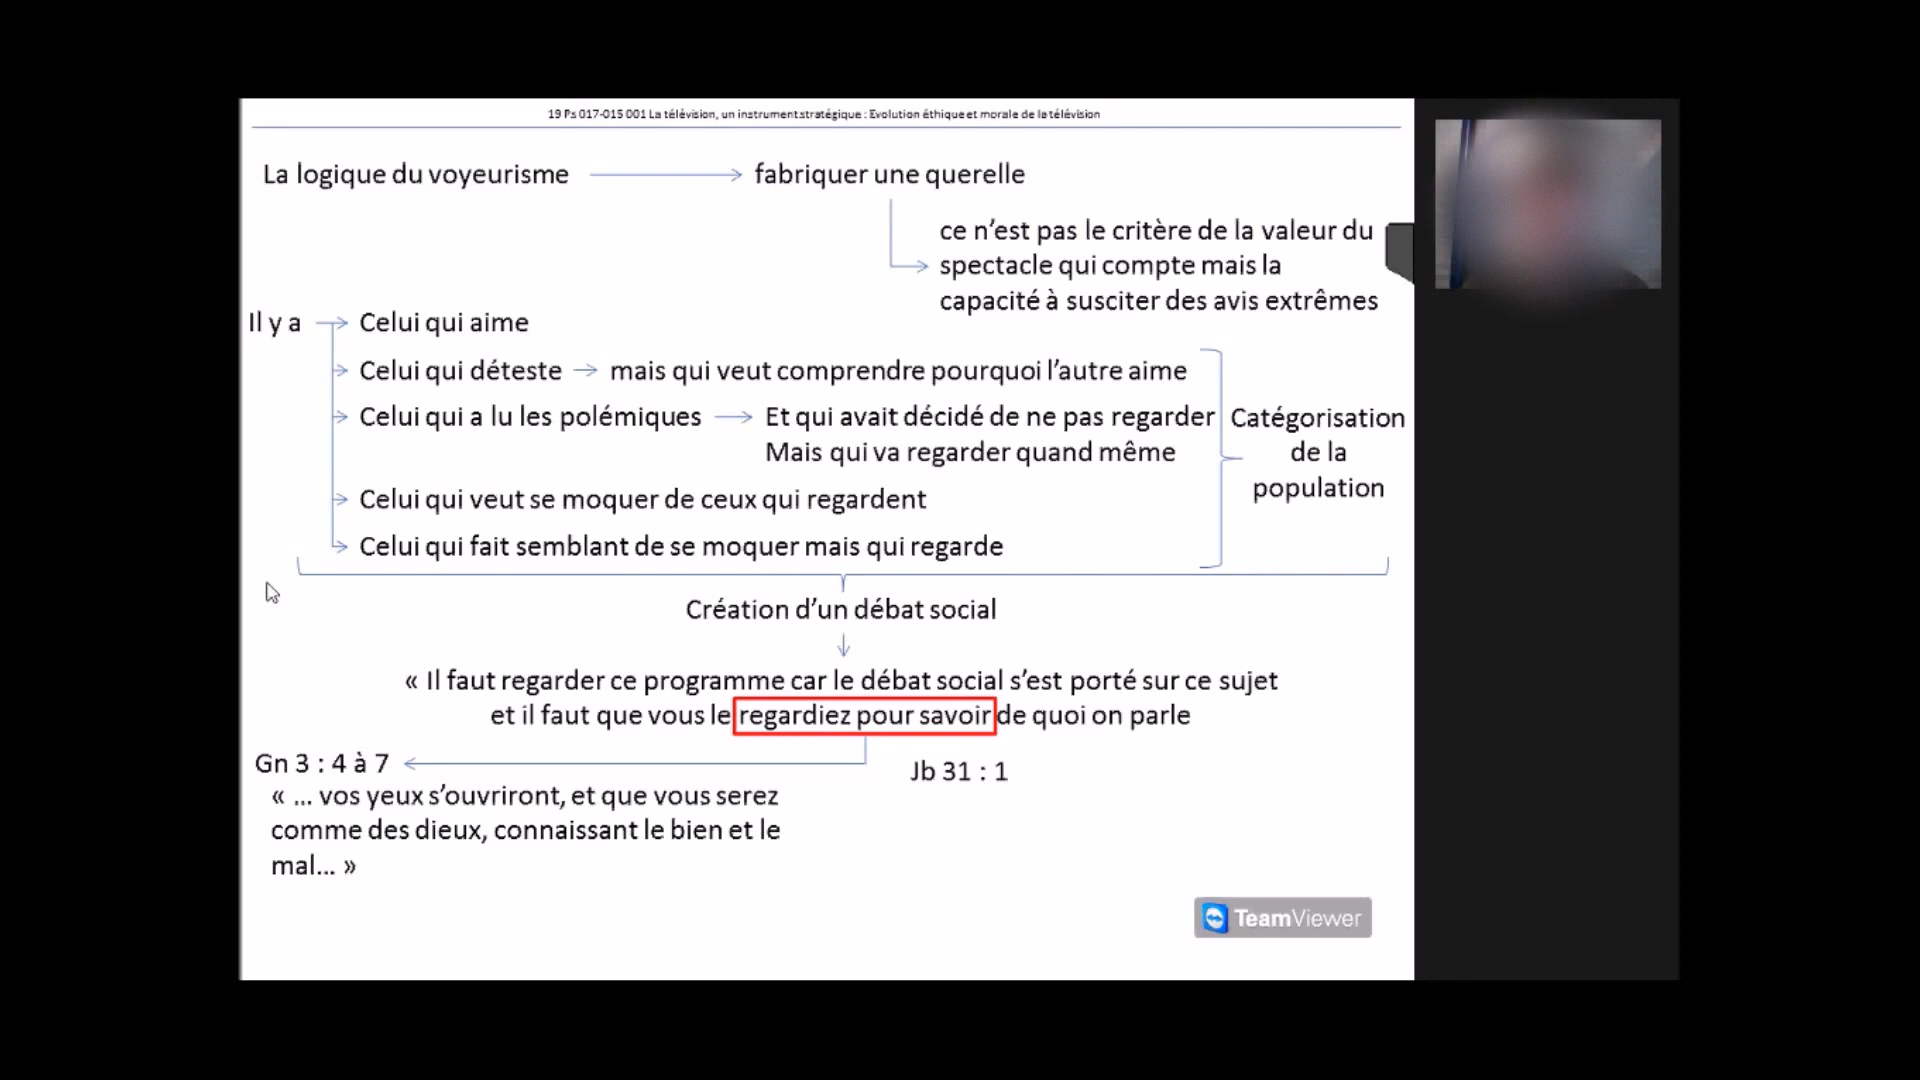 19 Ps 017-015 001 La télévision, un instrument stratégique : Evolution éthique et morale de la télévision
La logique du voyeurisme
fabriquer une querelle
ce n’est pas le critère de la valeur du
spectacle qui compte mais la
capacité à susciter des avis extrêmes
Il y a
Celui qui aime
Celui qui déteste
mais qui veut comprendre pourquoi l’autre aime
Celui qui a lu les polémiques
Et qui avait décidé de ne pas regarder
Mais qui va regarder quand même
Celui qui veut se moquer de ceux qui regardent
Celui qui fait semblant de se moquer mais qui regarde
Catégorisation
de la
population
Création d’un débat social
« Il faut regarder ce programme car le débat social s’est porté sur ce sujet
et il faut que vous le regardiez pour savoir de quoi on parle
Gn 3 : 4 à 7
Jb 31 : 1
« ... vos yeux s’ouvriront, et que vous serez
comme des dieux, connaissant le bien et le
mal... »
TeamViewer